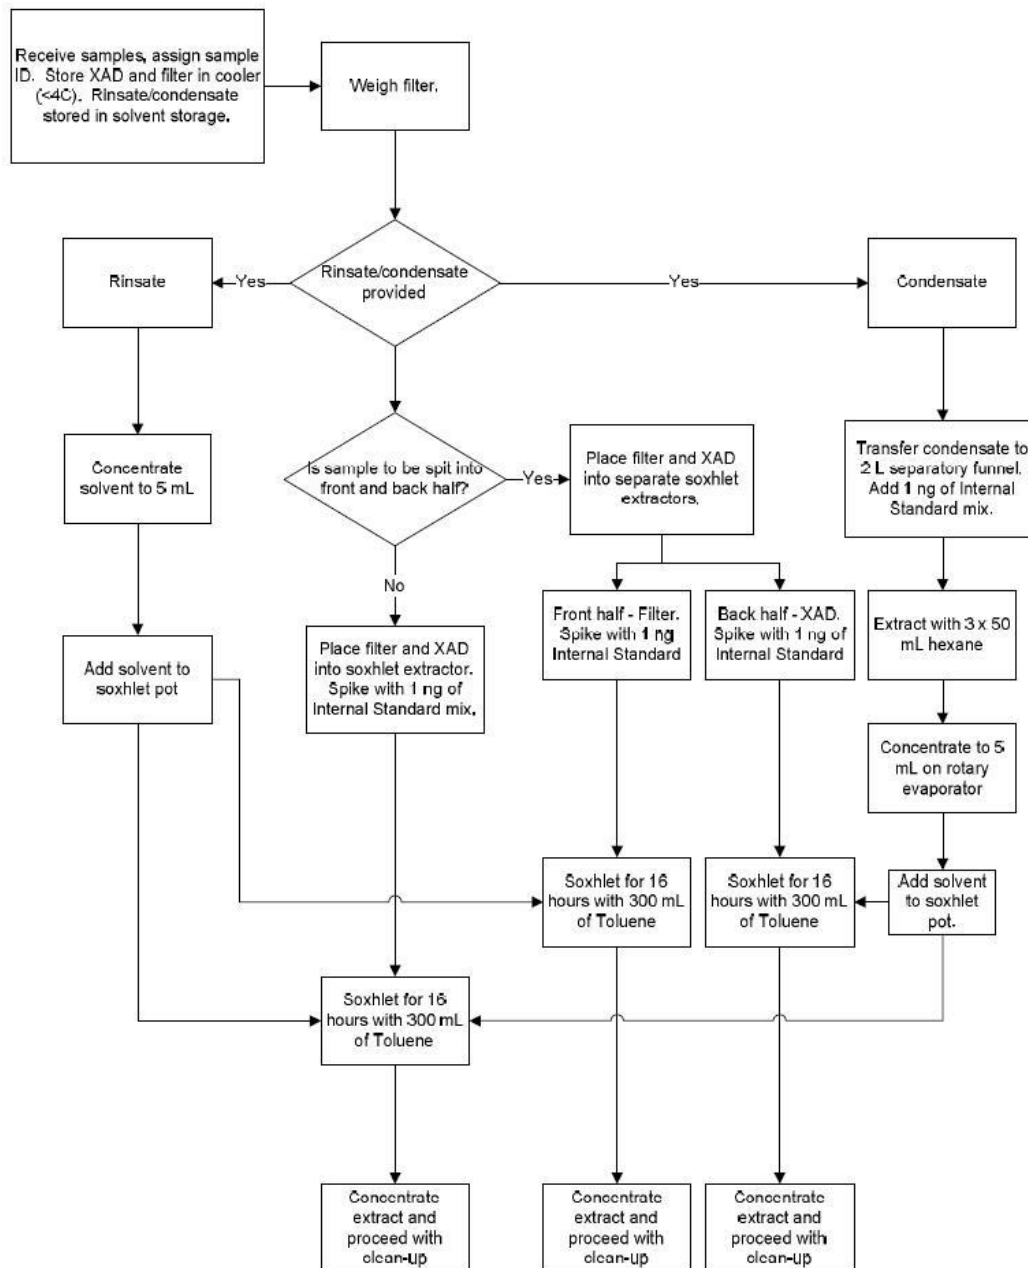 Receive samples, assign sample
ID. Store XAD and filter in cooler
(<4C). Rinsate/condensate
stored in solvent storage.
Weigh filter.
Rinsate
Yes
Rinsate/condensate
provided
Yes
Condensate
Concentrate
solvent to 5 mL
Is sample to be spit into
front and back half?
Yes
Place filter and XAD
into separate soxhlet
extractors.
Transfer condensate to
2 L separatory funnel.
Add 1 ng of Internal
Standard mix.
No
Add solvent to
soxhlet pot
Place filter and XAD
into soxhlet extractor.
Spike with 1 ng of
Internal Standard mix.
Front half - Filter.
Spike with 1 ng
Internal Standard
Back half - XAD.
Spike with 1 ng of
Internal Standard
Extract with 3 x 50
mL hexane
Concentrate to 5
mL on rotary
evaporator
Soxhlet for 16
hours with 300 mL
of Toluene
Soxhlet for 16
hours with 300 mL
of Toluene
Add solvent
to soxhlet
pot.
Soxhlet for 16
hours with 300 mL
of Toluene
Concentrate
extract and
proceed with
clean-up
Concentrate
extract and
proceed with
clean-up
Concentrate
extract and
proceed with
clean-up